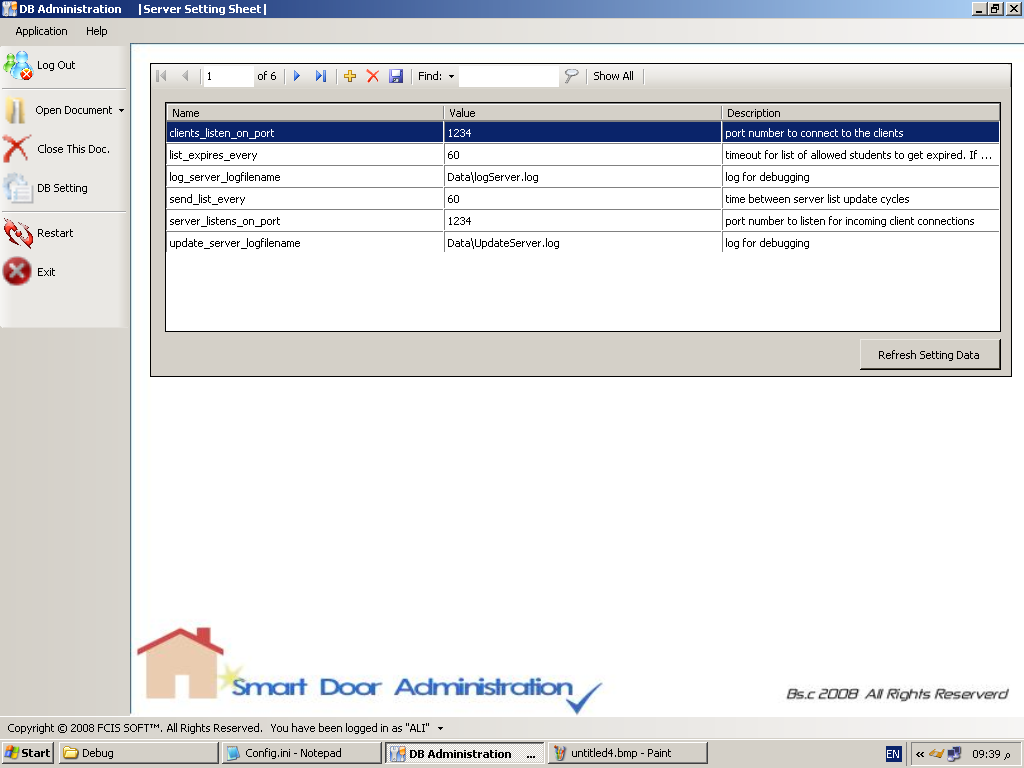 DB Administration |Server Setting Sheet|
Application Help
Log Out
Open Document
Close This Doc.
DB Setting
Restart
Exit
1 of 6 Find: Show All
Name Value Description
clients_listen_on_port 1234 port number to connect to the clients
list_expires_every 60 timeout for list of allowed students to get expired. If ...
log_server_logfilename Data\logServer.log log for debugging
send_list_every 60 time between server list update cycles
server_listens_on_port 1234 port number to listen for incoming client connections
update_server_logfilename Data\UpdateServer.log log for debugging
Refresh Setting Data
Smart Door Administration
Bs.c 2008 All Rights Reserverd
Copyright © 2008 FCIS SOFT™. All Rights Reserved. You have been logged in as "ALI"
Start Debug Config.ini - Notepad DB Administration ... untitled4.bmp - Paint EN « 09:39 م